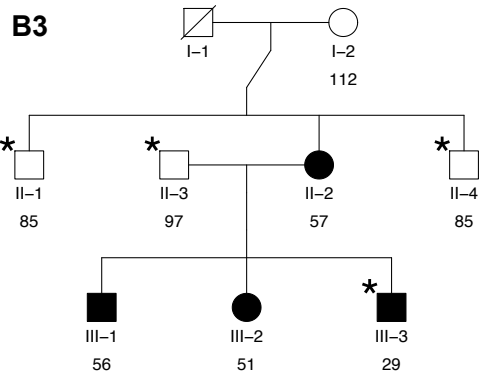 B3
I–1 I–2
112
* * *
II–1 II–3 II–2 II–4
85 97 57 85
*
III–1 III–2 III–3
56 51 29